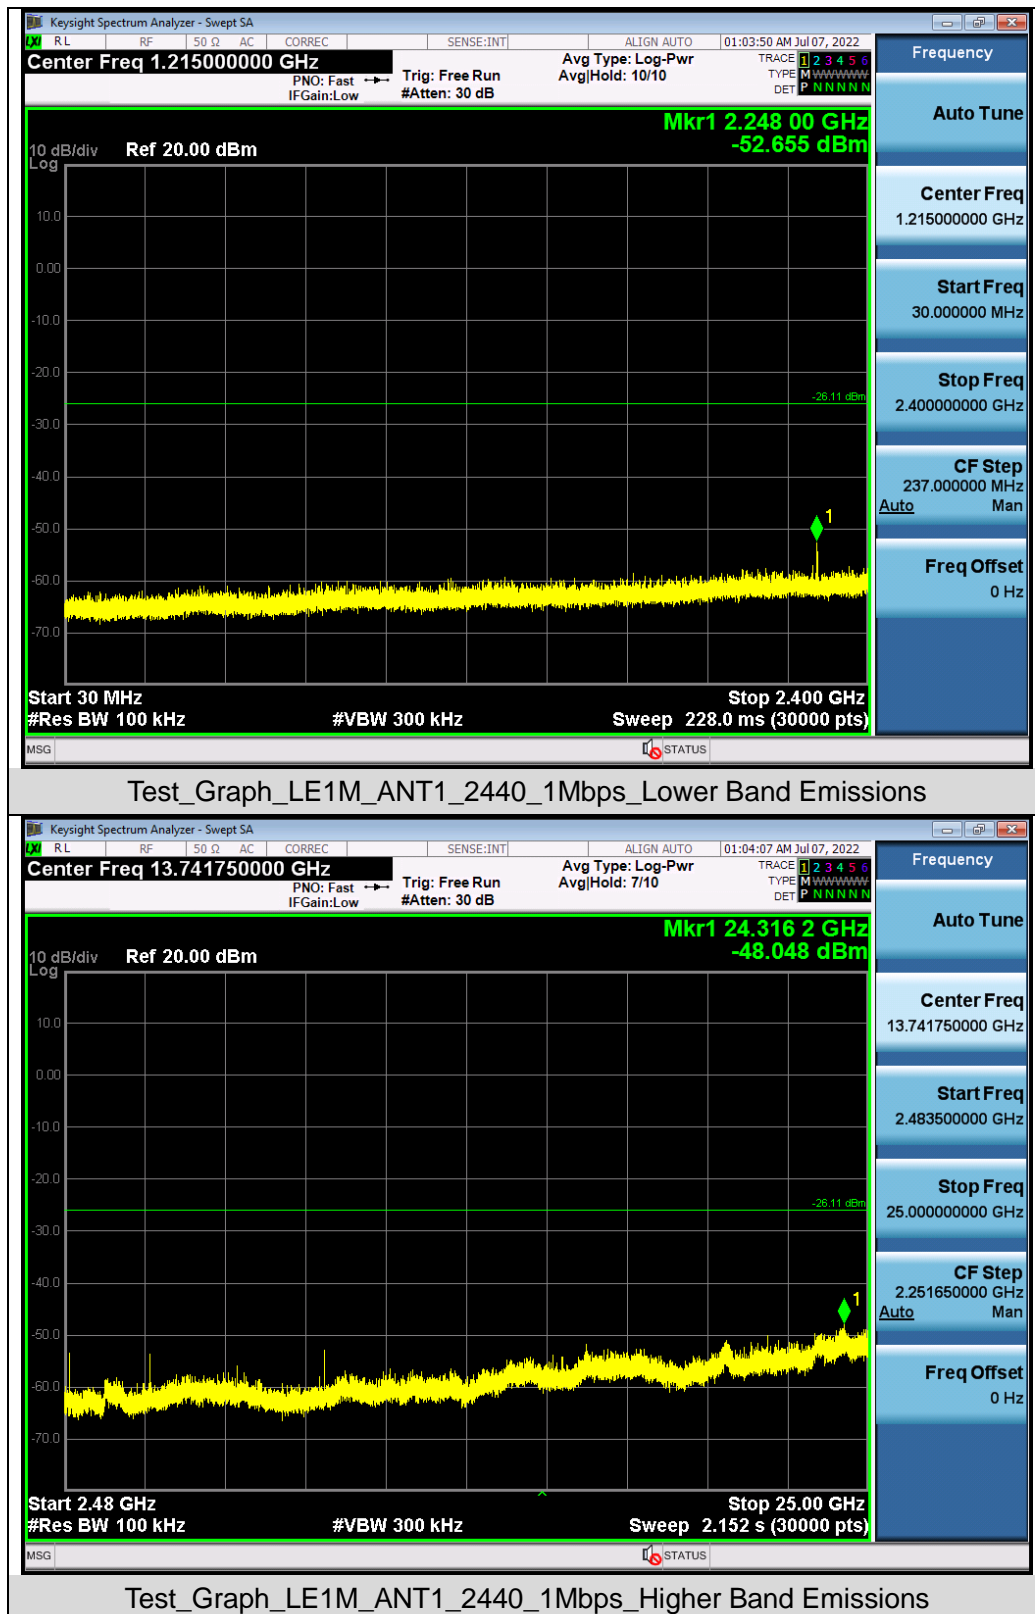 Keysight Spectrum Analyzer - Swept SA
LXI RL RF 50 Ω AC CORREC SENSE:INT ALIGN AUTO 01:03:50 AM Jul 07, 2022
Center Freq 1.215000000 GHz
PNO: Fast
IFGain:Low
Trig: Free Run
#Atten: 30 dB
Avg Type: Log-Pwr
Avg|Hold: 10/10
TRACE 1 2 3 4 5 6
TYPE M WWWWW
DET P N N N N N
Mkr1 2.248 00 GHz
-52.655 dBm
10 dB/div Ref 20.00 dBm
Log
10.0
0.00
-10.0
-20.0
-26.11 dBm
-30.0
-40.0
-50.0
1
-60.0
-70.0
Start 30 MHz Stop 2.400 GHz
#Res BW 100 kHz #VBW 300 kHz Sweep 228.0 ms (30000 pts)
MSG STATUS
Frequency
Auto Tune
Center Freq
1.215000000 GHz
Start Freq
30.000000 MHz
Stop Freq
2.400000000 GHz
CF Step
237.000000 MHz
Auto Man
Freq Offset
0 Hz
Test_Graph_LE1M_ANT1_2440_1Mbps_Lower Band Emissions
Keysight Spectrum Analyzer - Swept SA
LXI RL RF 50 Ω AC CORREC SENSE:INT ALIGN AUTO 01:04:07 AM Jul 07, 2022
Center Freq 13.741750000 GHz
PNO: Fast
IFGain:Low
Trig: Free Run
#Atten: 30 dB
Avg Type: Log-Pwr
Avg|Hold: 7/10
TRACE 1 2 3 4 5 6
TYPE M WWWWW
DET P N N N N N
Mkr1 24.316 2 GHz
-48.048 dBm
10 dB/div Ref 20.00 dBm
Log
10.0
0.00
-10.0
-20.0
-26.11 dBm
-30.0
-40.0
1
-50.0
-60.0
-70.0
Start 2.48 GHz Stop 25.00 GHz
#Res BW 100 kHz #VBW 300 kHz Sweep 2.152 s (30000 pts)
MSG STATUS
Frequency
Auto Tune
Center Freq
13.741750000 GHz
Start Freq
2.483500000 GHz
Stop Freq
25.000000000 GHz
CF Step
2.251650000 GHz
Auto Man
Freq Offset
0 Hz
Test_Graph_LE1M_ANT1_2440_1Mbps_Higher Band Emissions